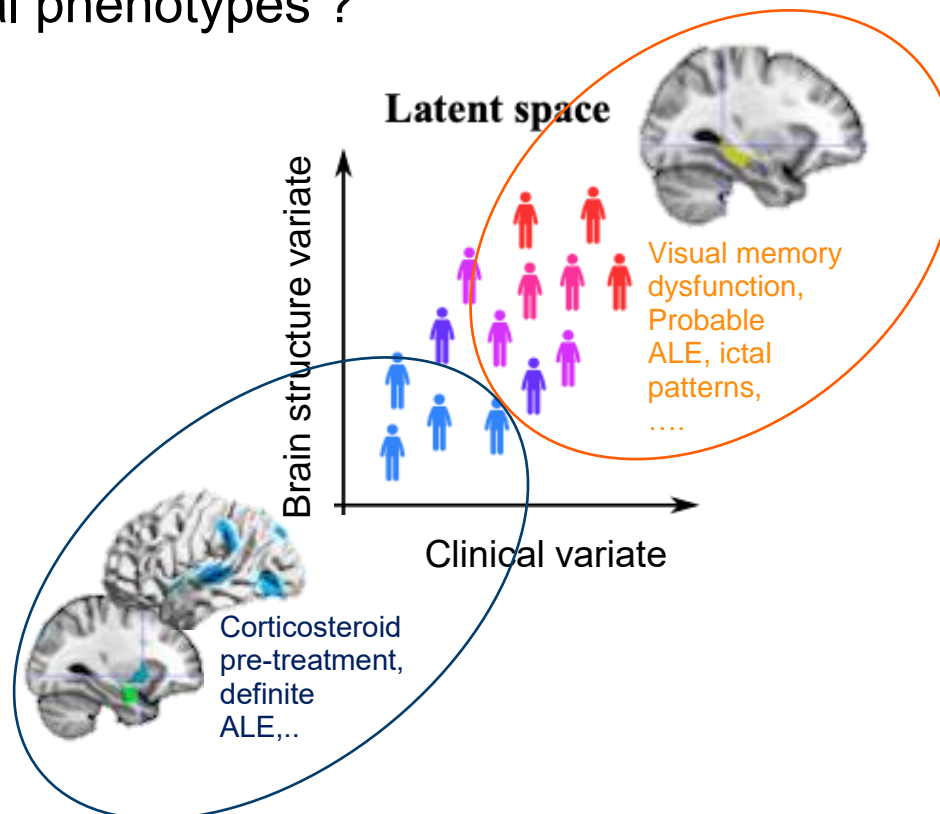 al phenotypes ?
Latent space
Brain structure variate
Visual memory
dysfunction,
Probable
ALE, ictal
patterns,
....
Clinical variate
Corticosteroid
pre-treatment,
definite
ALE,..